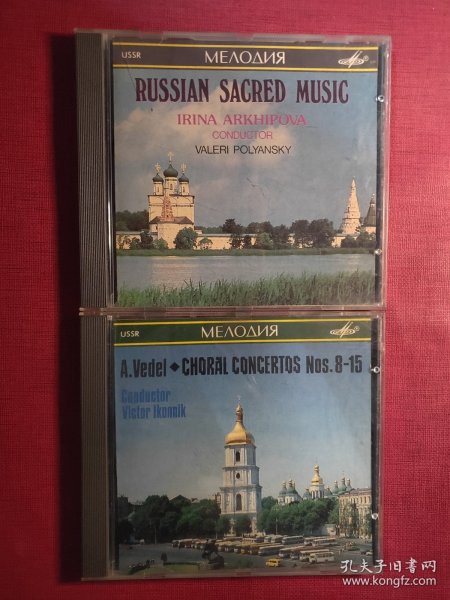 USSR МЕЛОДИЯ
RUSSIAN SACRED MUSIC
IRINA ARKHIPOVA
CONDUCTOR
VALERI POLYANSKY
USSR МЕЛОДИЯ
A.Vedel ◆ CHORAL CONCERTOS Nos.8-15
Conductor
Victor Ikonnik
孔夫子旧书网
www.kongfz.com